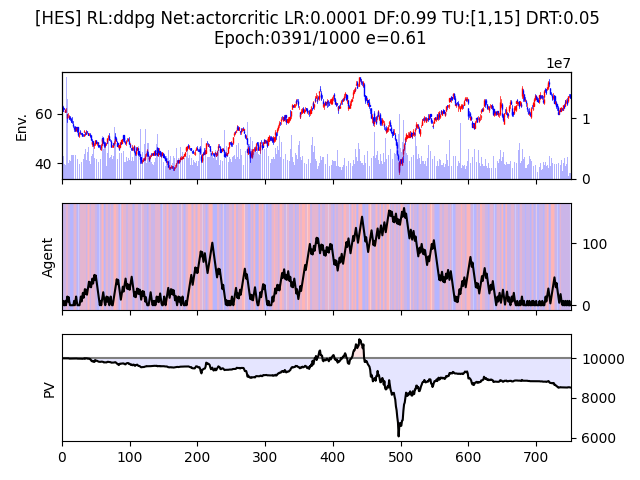 [HES] RL:ddpg Net:actorcritic LR:0.0001 DF:0.99 TU:[1,15] DRT:0.05
Epoch:0391/1000 e=0.61
1e7
Env.
60
40
1
0
Agent
100
0
PV
10000
8000
6000
0 100 200 300 400 500 600 700